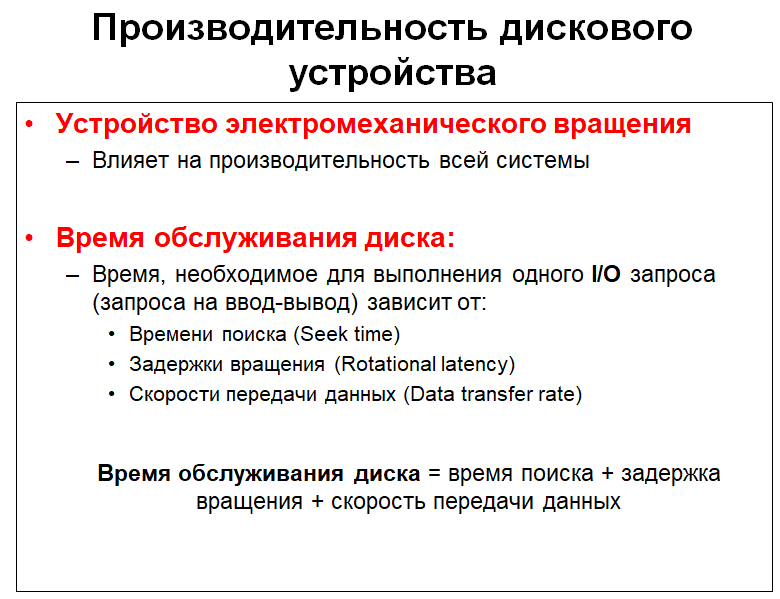 Производительность дискового
устройства
• Устройство электромеханического вращения
– Влияет на производительность всей системы
• Время обслуживания диска:
– Время, необходимое для выполнения одного I/O запроса
(запроса на ввод-вывод) зависит от:
• Времени поиска (Seek time)
• Задержки вращения (Rotational latency)
• Скорости передачи данных (Data transfer rate)
Время обслуживания диска = время поиска + задержка
вращения + скорость передачи данных